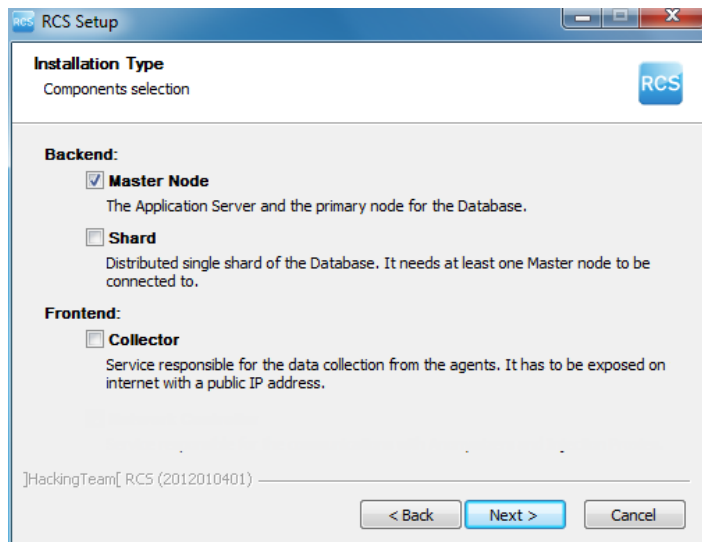 RCS RCS Setup
Installation Type
Components selection
RCS
Backend:
Master Node
The Application Server and the primary node for the Database.
Shard
Distributed single shard of the Database. It needs at least one Master node to be
connected to.
Frontend:
Collector
Service responsible for the data collection from the agents. It has to be exposed on
internet with a public IP address.
]HackingTeam[ RCS (2012010401)
< Back Next > Cancel